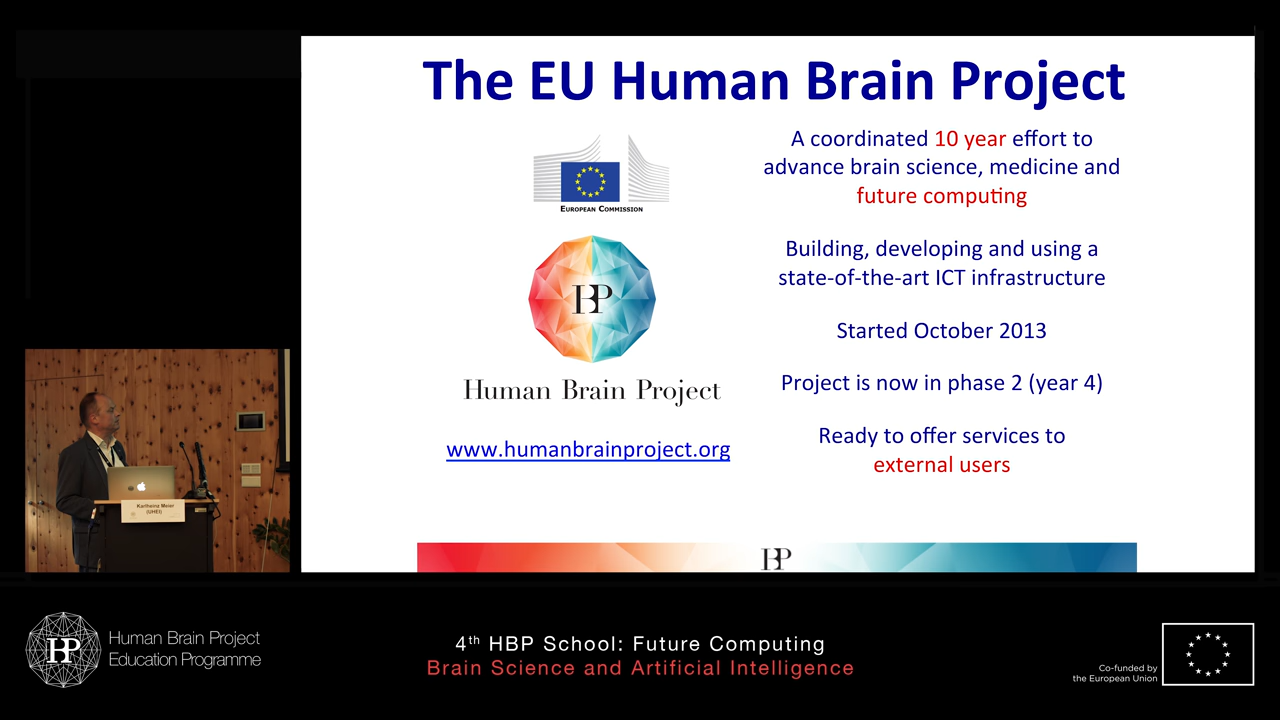 The EU Human Brain Project
EUROPEAN COMMISSION
HBP
Human Brain Project
www.humanbrainproject.org
A coordinated 10 year effort to
advance brain science, medicine and
future computing
Building, developing and using a
state-of-the-art ICT infrastructure
Started October 2013
Project is now in phase 2 (year 4)
Ready to offer services to
external users
HBP
Karlheinz Meier
(UHEI)
HBP
Human Brain Project
Education Programme
4th HBP School: Future Computing
Brain Science and Artificial Intelligence
Co-funded by
the European Union